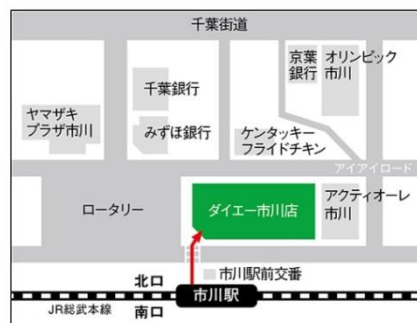 千葉街道
京葉
銀行
オリンピック
市川
千葉銀行
ヤマザキ
プラザ市川
みずほ銀行
ケンタッキー
フライドチキン
アイアイロード
ロータリー
ダイエー市川店
アクティオーレ
市川
市川駅前交番
北口
市川駅
JR総武本線
南口